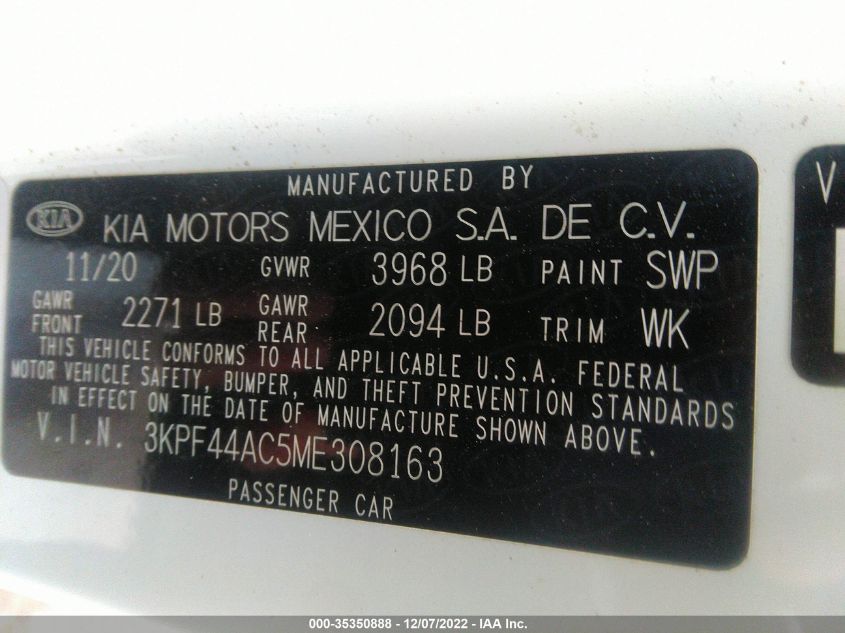 MANUFACTURED BY
KIA KIA MOTORS MEXICO S.A. DE C.V.
11/20 GVWR 3968 LB PAINT SWP
GAWR FRONT 2271 LB GAWR REAR 2094 LB TRIM WK
THIS VEHICLE CONFORMS TO ALL APPLICABLE U.S.A. FEDERAL
MOTOR VEHICLE SAFETY, BUMPER, AND THEFT PREVENTION STANDARDS
IN EFFECT ON THE DATE OF MANUFACTURE SHOWN ABOVE.
V.I.N. 3KPF44AC5ME308163
PASSENGER CAR
V
000-35350888 - 12/07/2022 - IAA Inc.